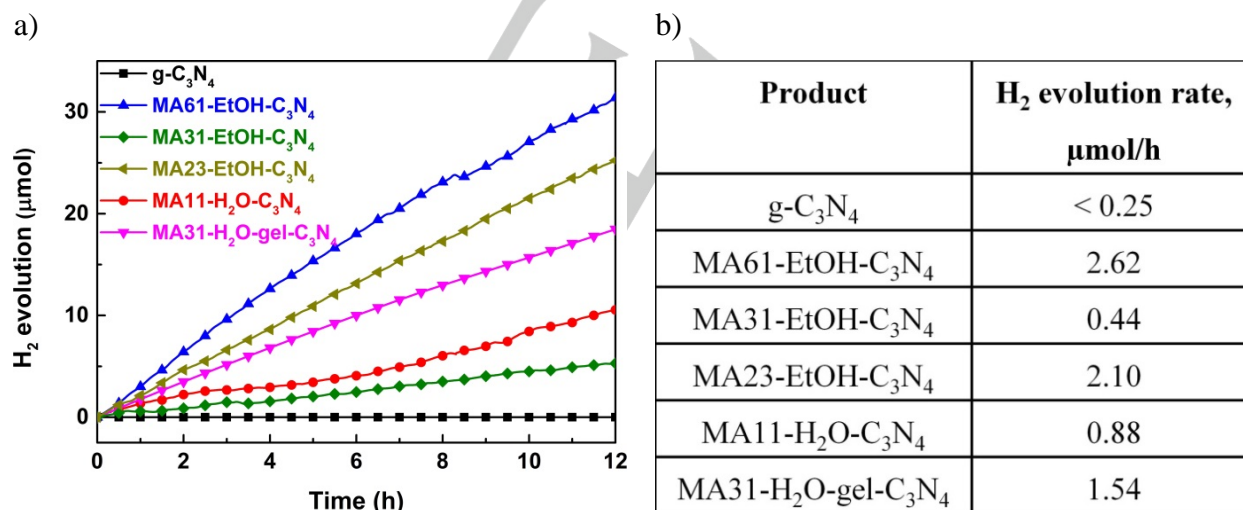 a)
g-C₃N₄
MA61-EtOH-C₃N₄
MA31-EtOH-C₃N₄
MA23-EtOH-C₃N₄
MA11-H₂O-C₃N₄
MA31-H₂O-gel-C₃N₄
H₂ evolution (μmol)
30
20
10
0
0 2 4 6 8 10 12
Time (h)
b)
Product H₂ evolution rate,
μmol/h
g-C₃N₄ < 0.25
MA61-EtOH-C₃N₄ 2.62
MA31-EtOH-C₃N₄ 0.44
MA23-EtOH-C₃N₄ 2.10
MA11-H₂O-C₃N₄ 0.88
MA31-H₂O-gel-C₃N₄ 1.54